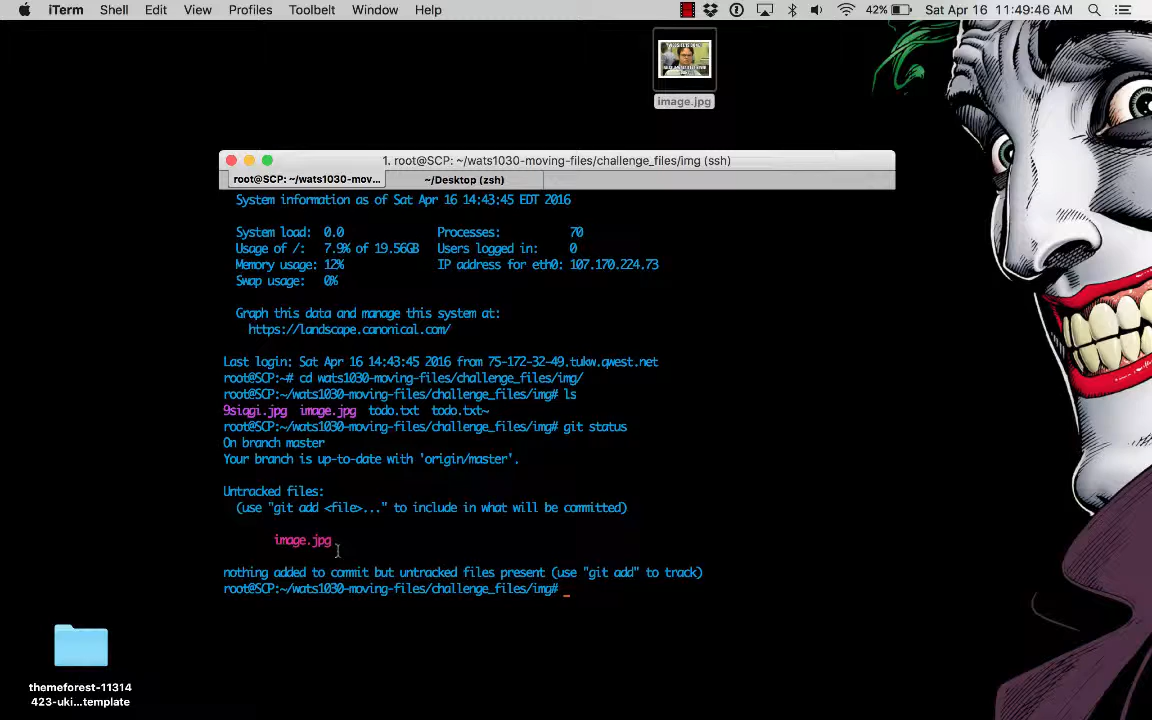 iTerm Shell Edit View Profiles Toolbelt Window Help 42% Sat Apr 16 11:49:46 AM
image.jpg
1. root@SCP: ~/wats1030-moving-files/challenge_files/img (ssh)
root@SCP: ~/wats1030-mov... ~/Desktop (zsh)
System information as of Sat Apr 16 14:43:45 EDT 2016
System load: 0.0 Processes: 70
Usage of /: 7.9% of 19.56GB Users logged in: 0
Memory usage: 12% IP address for eth0: 107.170.224.73
Swap usage: 0%
Graph this data and manage this system at:
https://landscape.canonical.com/
Last login: Sat Apr 16 14:43:45 2016 from 75-172-32-49.tukw.qwest.net
root@SCP:~# cd wats1030-moving-files/challenge_files/img/
root@SCP:~/wats1030-moving-files/challenge_files/img# ls
9siqgi.jpg image.jpg todo.txt todo.txt~
root@SCP:~/wats1030-moving-files/challenge_files/img# git status
On branch master
Your branch is up-to-date with 'origin/master'.
Untracked files:
(use "git add <file>..." to include in what will be committed)
image.jpg
nothing added to commit but untracked files present (use "git add" to track)
root@SCP:~/wats1030-moving-files/challenge_files/img#
themeforest-11314
423-uki...template